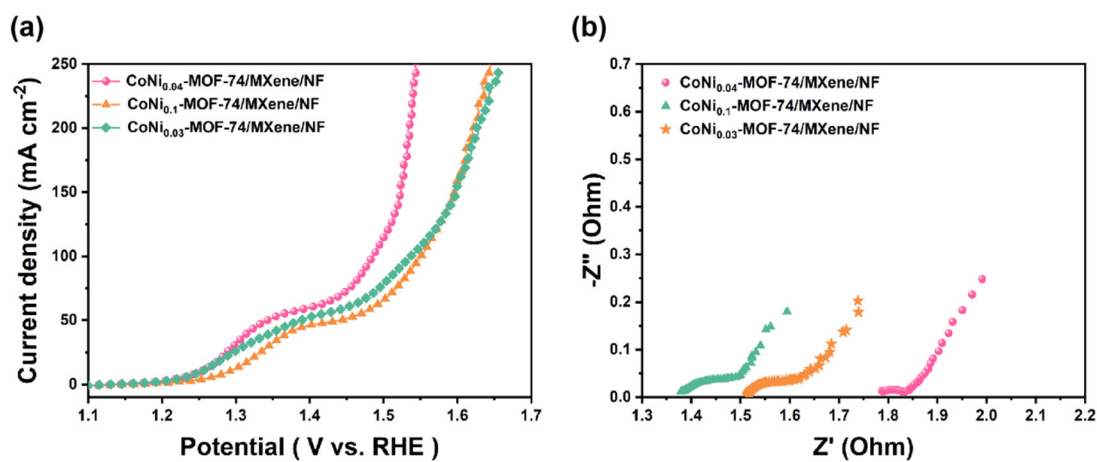 (a)
250
200
150
100
50
0
Current density (mA cm⁻²)
CoNi₀.₀₄-MOF-74/MXene/NF
CoNi₀.₁-MOF-74/MXene/NF
CoNi₀.₀₃-MOF-74/MXene/NF
1.1 1.2 1.3 1.4 1.5 1.6 1.7
Potential ( V vs. RHE )
(b)
0.7
0.6
0.5
0.4
0.3
0.2
0.1
0.0
-Z'' (Ohm)
CoNi₀.₀₄-MOF-74/MXene/NF
CoNi₀.₁-MOF-74/MXene/NF
CoNi₀.₀₃-MOF-74/MXene/NF
1.3 1.4 1.5 1.6 1.7 1.8 1.9 2.0 2.1 2.2
Z' (Ohm)